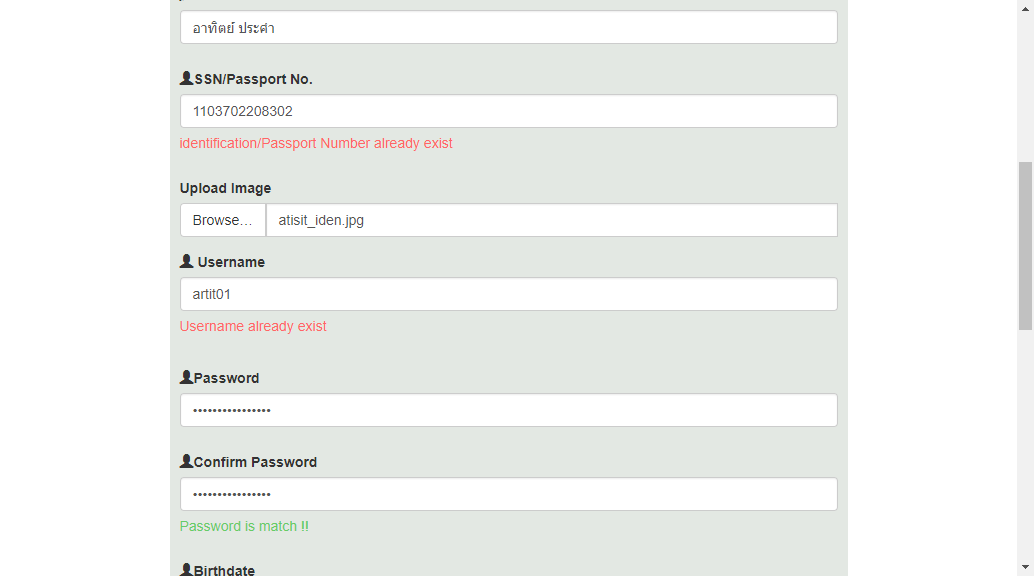 อาทิตย์ ประศา
SSN/Passport No.
1103702208302
identification/Passport Number already exist
Upload Image
Browse... atisit_iden.jpg
Username
artit01
Username already exist
Password
••••••••••••••••
Confirm Password
••••••••••••••••
Password is match !!
Birthdate